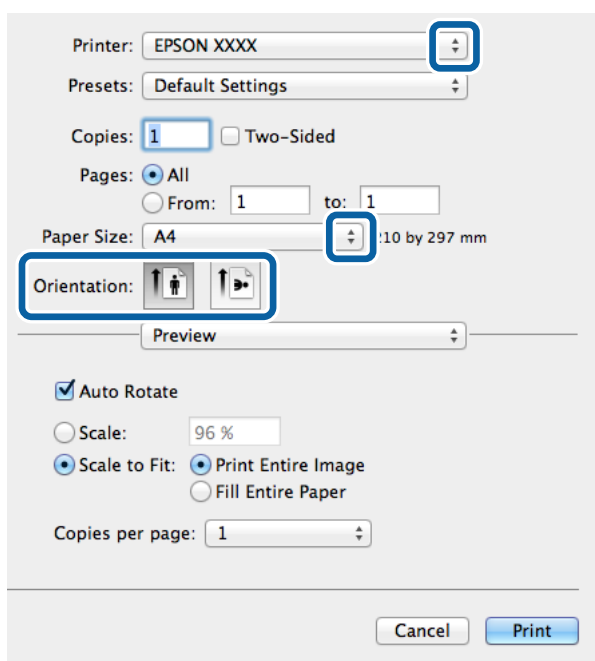 Printer: EPSON XXXX
Presets: Default Settings
Copies: 1 Two-Sided
Pages: All
From: 1 to: 1
Paper Size: A4 210 by 297 mm
Orientation:
Preview
Auto Rotate
Scale: 96 %
Scale to Fit: Print Entire Image
Fill Entire Paper
Copies per page: 1
Cancel Print